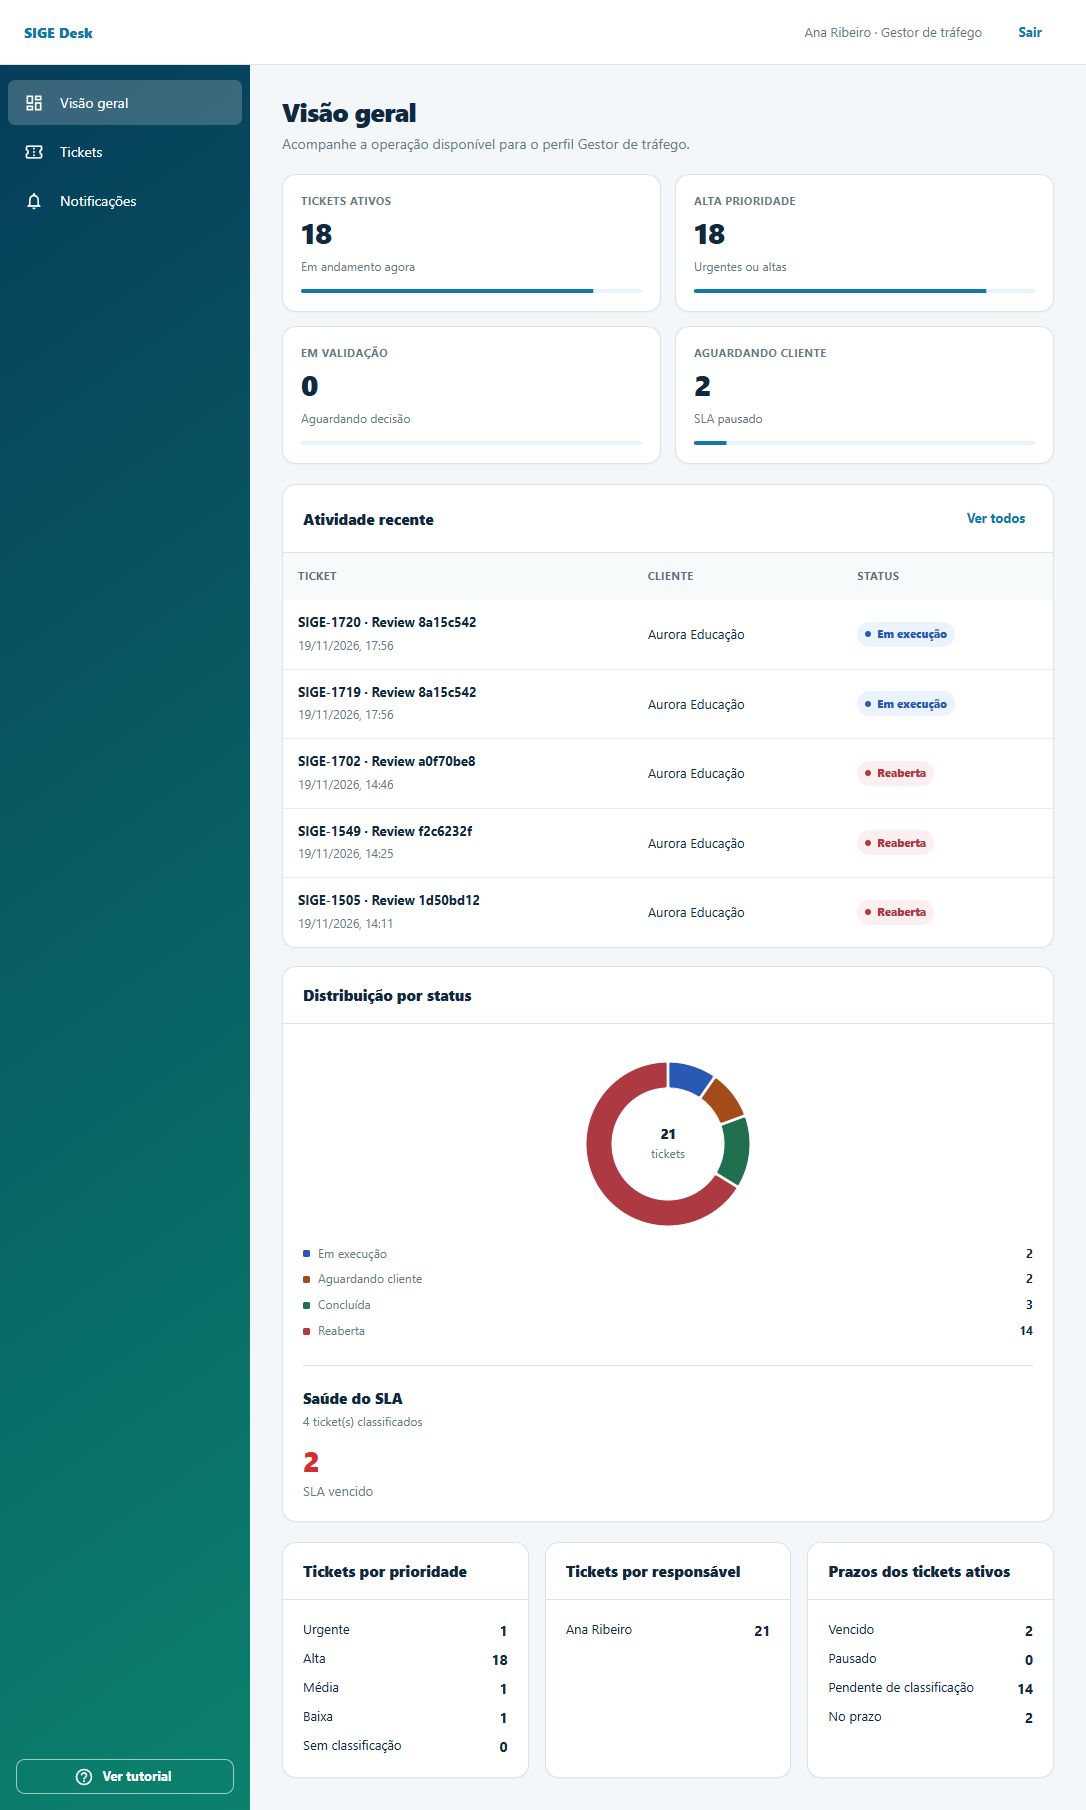 SIGE Desk
Ana Ribeiro · Gestor de tráfego
Sair
Visão geral
Tickets
Notificações
Visão geral
Acompanhe a operação disponível para o perfil Gestor de tráfego.
TICKETS ATIVOS
18
Em andamento agora
ALTA PRIORIDADE
18
Urgentes ou altas
EM VALIDAÇÃO
0
Aguardando decisão
AGUARDANDO CLIENTE
2
SLA pausado
Atividade recente
Ver todos
TICKET CLIENTE STATUS
SIGE-1720 · Review 8a15c542
19/11/2026, 17:56
Aurora Educação
Em execução
SIGE-1719 · Review 8a15c542
19/11/2026, 17:56
Aurora Educação
Em execução
SIGE-1702 · Review a0f70be8
19/11/2026, 14:46
Aurora Educação
Reaberta
SIGE-1549 · Review f2c6232f
19/11/2026, 14:25
Aurora Educação
Reaberta
SIGE-1505 · Review 1d50bd12
19/11/2026, 14:11
Aurora Educação
Reaberta
Distribuição por status
21
tickets
Em execução 2
Aguardando cliente 2
Concluída 3
Reaberta 14
Saúde do SLA
4 ticket(s) classificados
2
SLA vencido
Tickets por prioridade
Urgente 1
Alta 18
Média 1
Baixa 1
Sem classificação 0
Tickets por responsável
Ana Ribeiro 21
Prazos dos tickets ativos
Vencido 2
Pausado 0
Pendente de classificação 14
No prazo 2
Ver tutorial